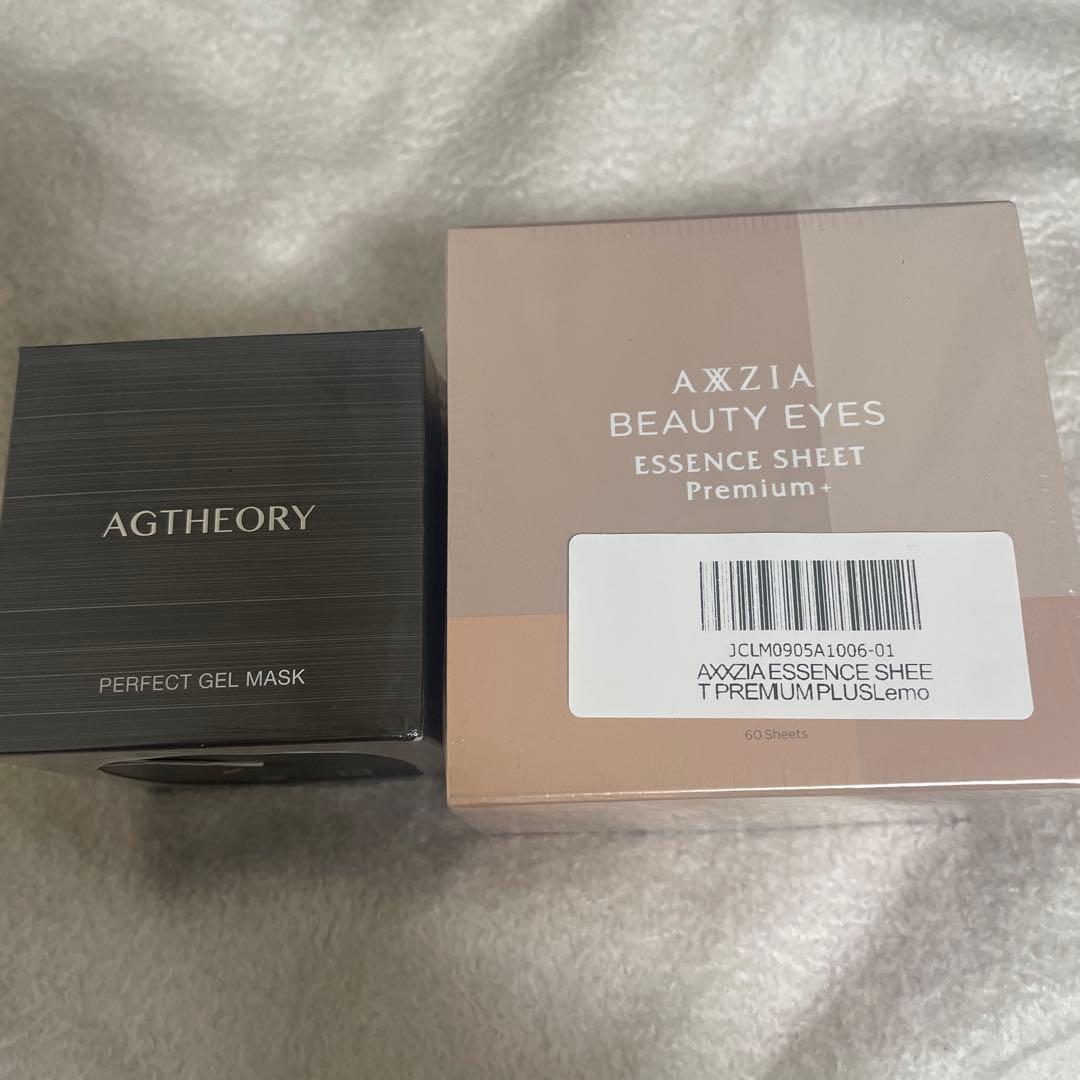 AGTHEORY
PERFECT GEL MASK
AXXZIA
BEAUTY EYES
ESSENCE SHEET
Premium+
JCLM0905A1006-01
AXXZIA ESSENCE SHEE
T PREMIUM PLUSLemo
60 Sheets